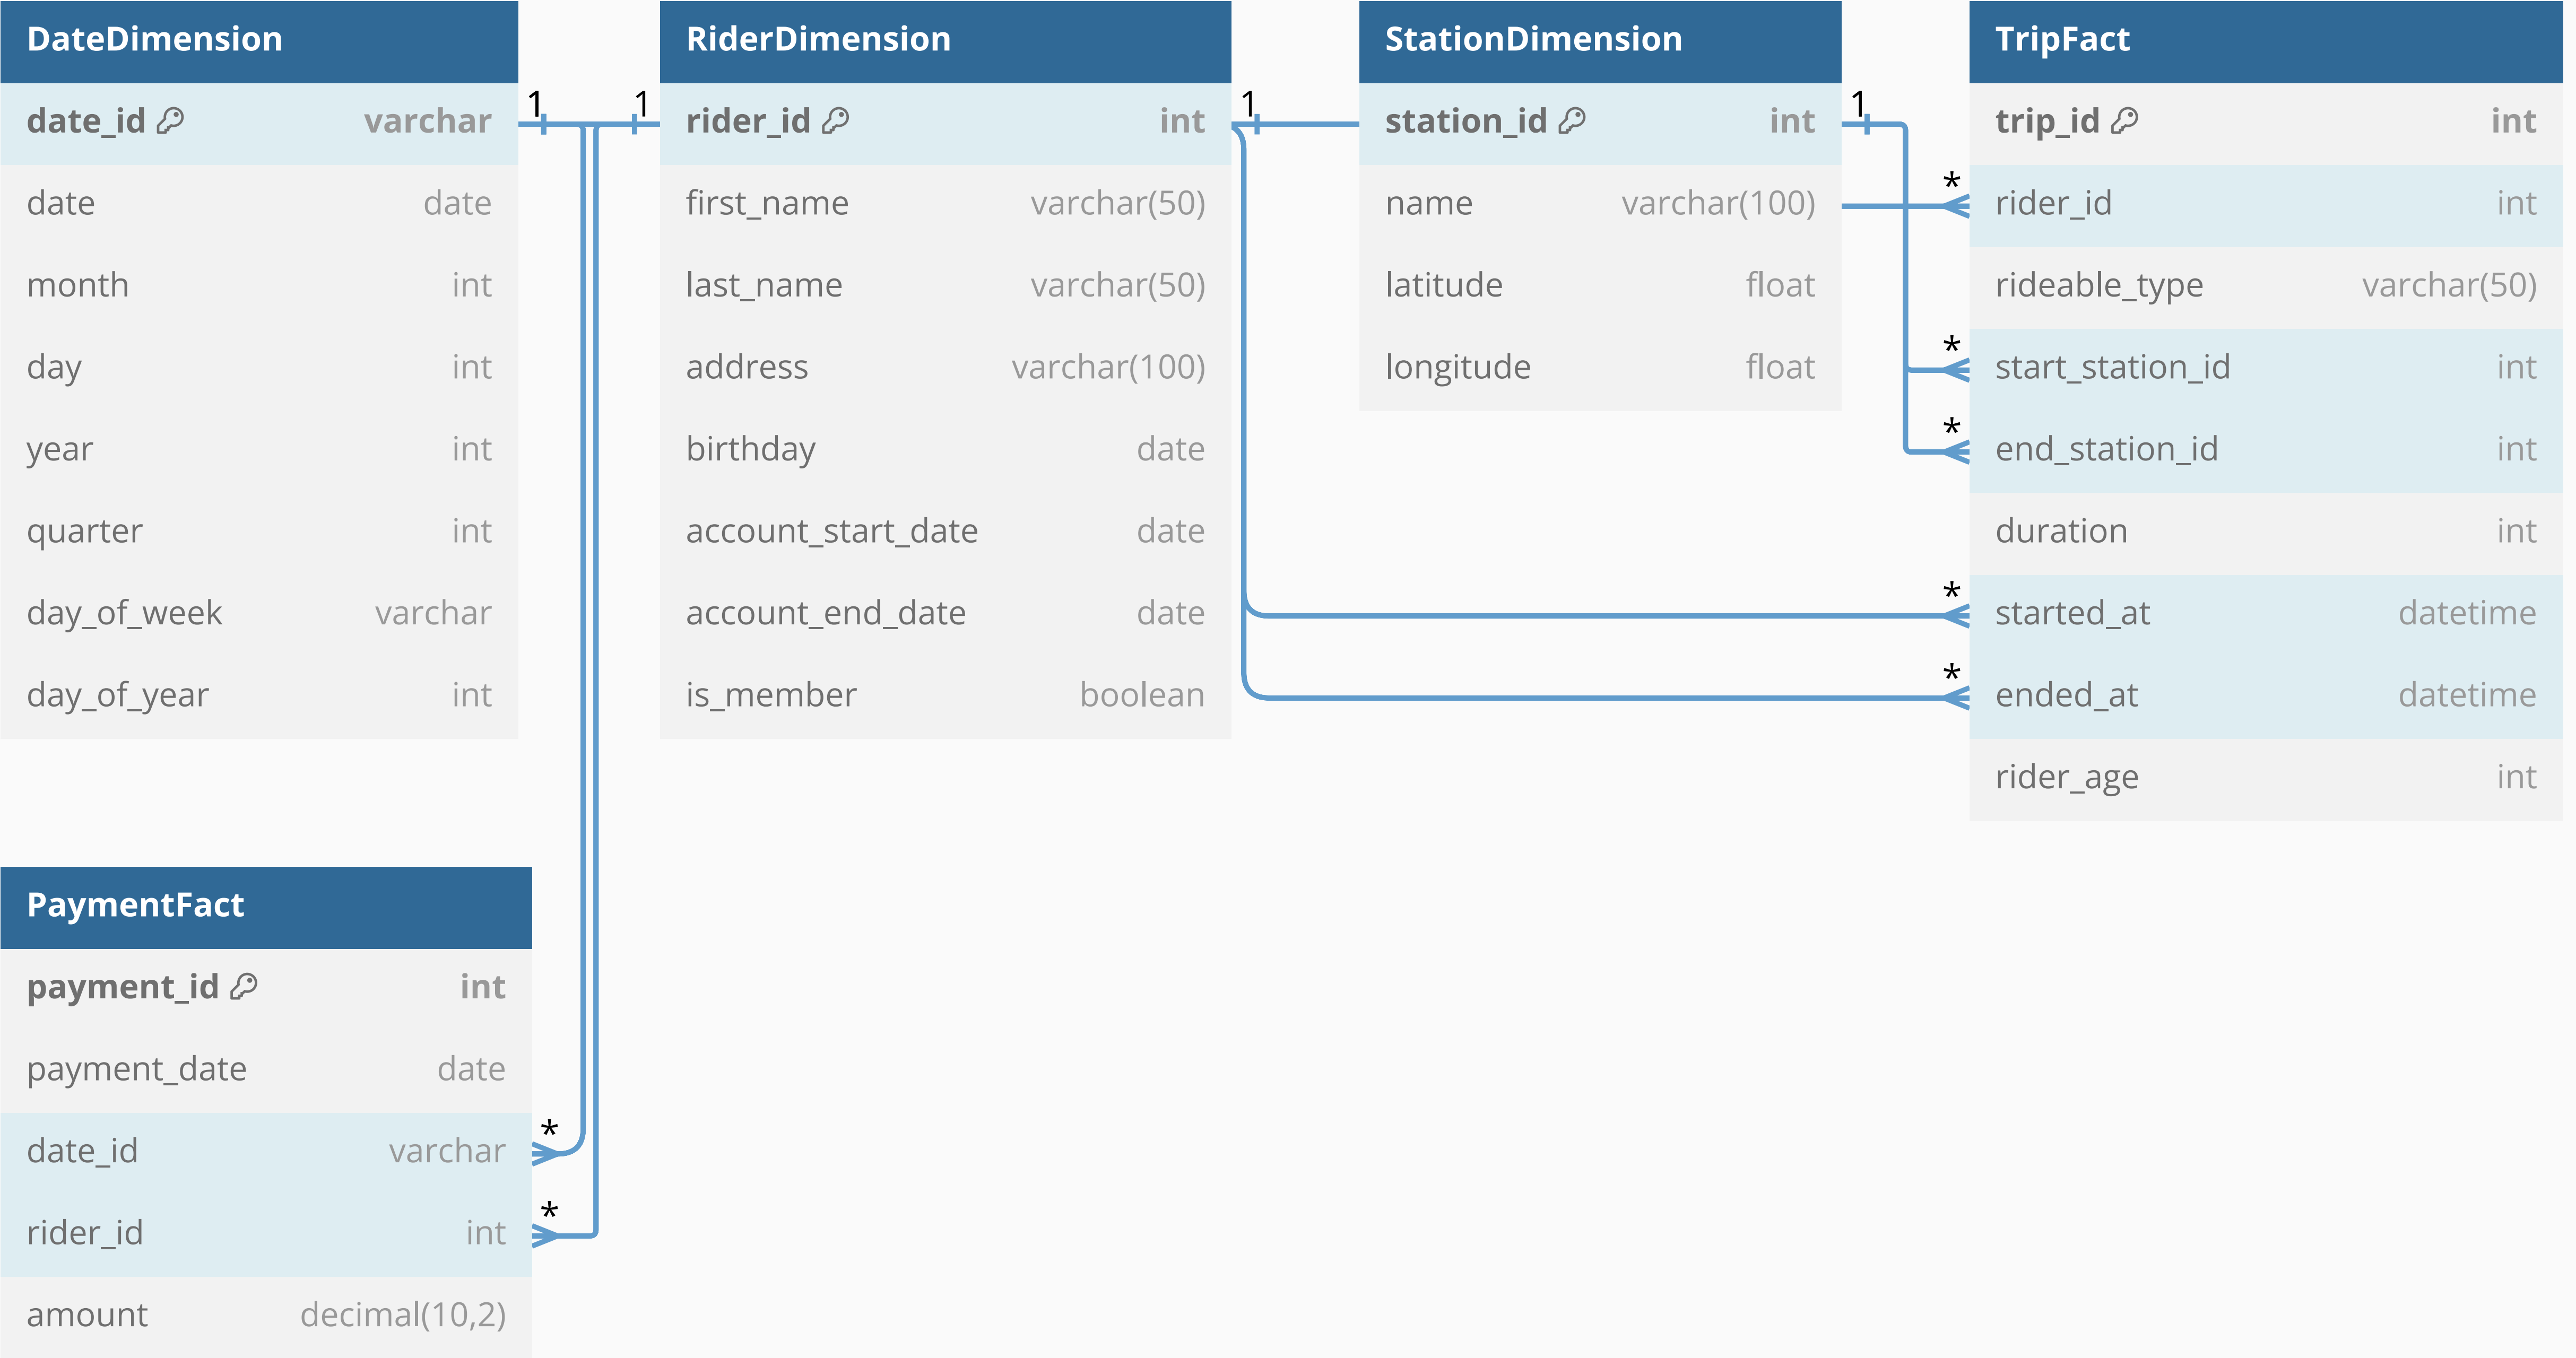 DateDimension
date_id varchar
date date
month int
day int
year int
quarter int
day_of_week varchar
day_of_year int
1
1
RiderDimension
rider_id int
first_name varchar(50)
last_name varchar(50)
address varchar(100)
birthday date
account_start_date date
account_end_date date
is_member boolean
1
StationDimension
station_id int
name varchar(100)
latitude float
longitude float
1
*
*
*
*
*
TripFact
trip_id int
rider_id int
rideable_type varchar(50)
start_station_id int
end_station_id int
duration int
started_at datetime
ended_at datetime
rider_age int
PaymentFact
payment_id int
payment_date date
date_id varchar
rider_id int
amount decimal(10,2)
*
*